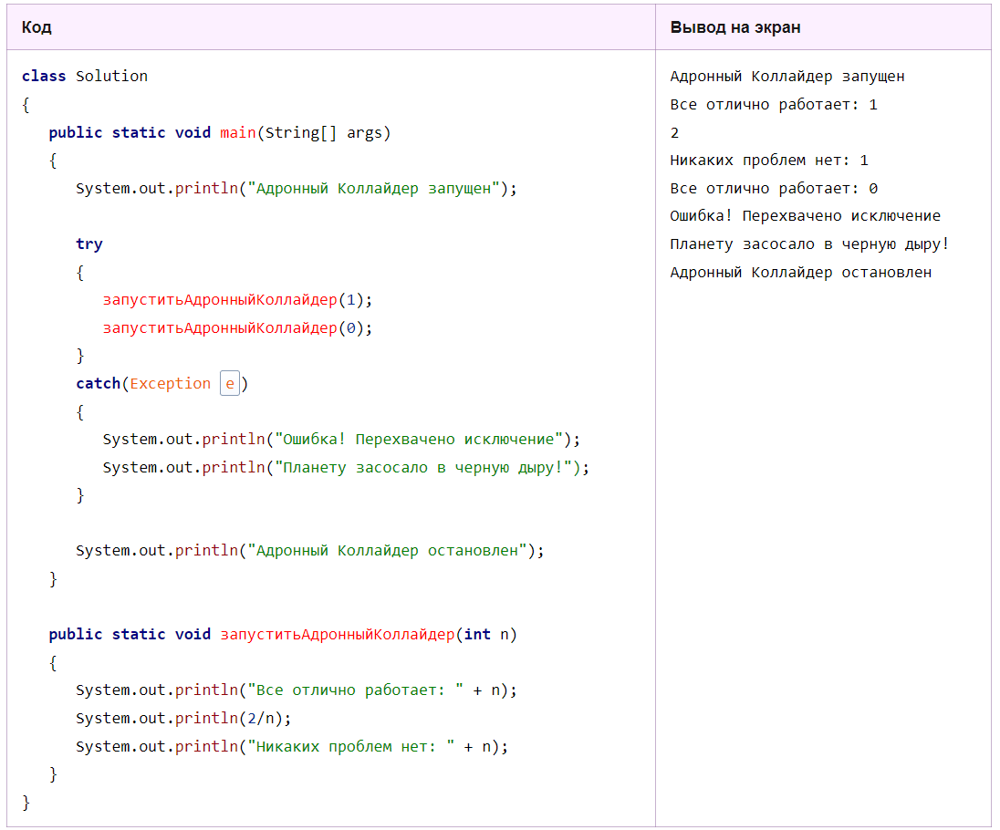 Код
class Solution
{
public static void main(String[] args)
{
System.out.println("Адронный Коллайдер запущен");
try
{
запуститьАдронныйКоллайдер(1);
запуститьАдронныйКоллайдер(0);
}
catch(Exception e)
{
System.out.println("Ошибка! Перехвачено исключение");
System.out.println("Планету засосало в черную дыру!");
}
System.out.println("Адронный Коллайдер остановлен");
}
public static void запуститьАдронныйКоллайдер(int n)
{
System.out.println("Все отлично работает: " + n);
System.out.println(2/n);
System.out.println("Никаких проблем нет: " + n);
}
}
Вывод на экран
Адронный Коллайдер запущен
Все отлично работает: 1
2
Никаких проблем нет: 1
Все отлично работает: 0
Ошибка! Перехвачено исключение
Планету засосало в черную дыру!
Адронный Коллайдер остановлен